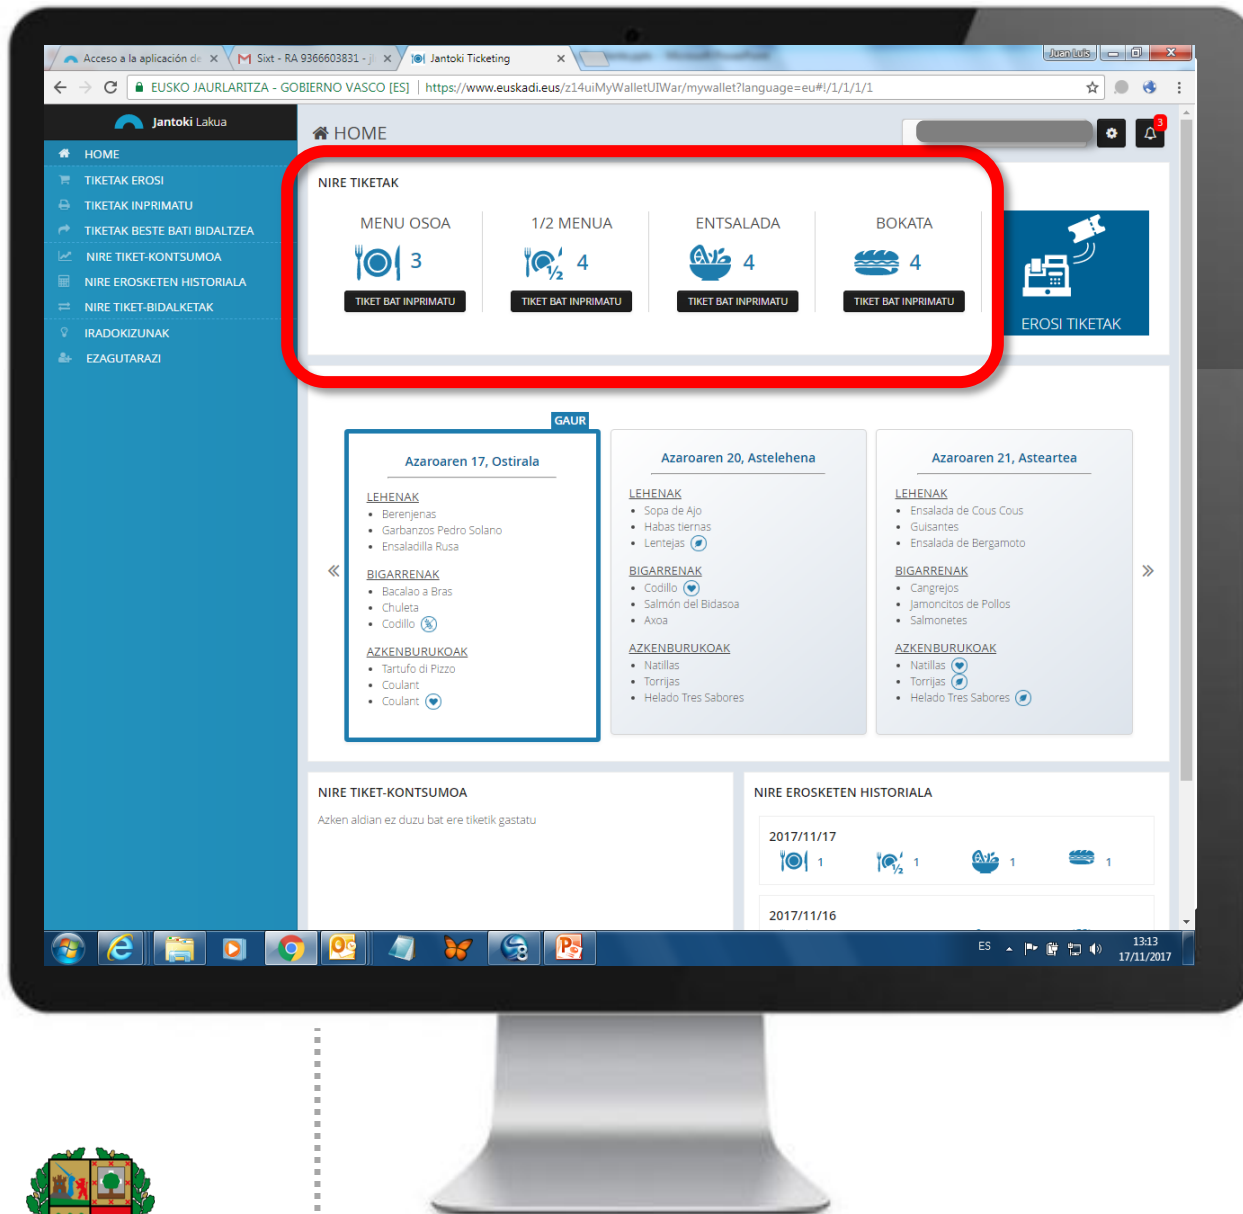 Juan Luis
Acceso a la aplicación de
Sixt - RA 9366603831 - j
Jantoki Ticketing
EUSKO JAURLARITZA - GOBIERNO VASCO [ES] | https://www.euskadi.eus/z14uiMyWalletUIWar/mywallet?language=eu#!/1/1/1/1
Jantoki Lakua
HOME
TIKETAK EROSI
TIKETAK INPRIMATU
TIKETAK BESTE BATI BIDALTZEA
NIRE TIKET-KONTSUMOA
NIRE EROSKETEN HISTORIALA
NIRE TIKET-BIDALKETAK
IRADOKIZUNAK
EZAGUTARAZI
HOME
3
NIRE TIKETAK
MENU OSOA
3
TIKET BAT INPRIMATU
1/2 MENUA
1/2 4
TIKET BAT INPRIMATU
ENTSALADA
4
TIKET BAT INPRIMATU
BOKATA
4
TIKET BAT INPRIMATU
EROSI TIKETAK
GAUR
Azaroaren 17, Ostirala
LEHENAK
• Berenjenas
• Garbanzos Pedro Solano
• Ensaladilla Rusa
BIGARRENAK
• Bacalao a Bras
• Chuleta
• Codillo
AZKENBURUKOAK
• Tartufo di Pizzo
• Coulant
• Coulant
Azaroaren 20, Astelehena
LEHENAK
• Sopa de Ajo
• Habas tiernas
• Lentejas
BIGARRENAK
• Codillo
• Salmón del Bidasoa
• Axoa
AZKENBURUKOAK
• Natillas
• Torrijas
• Helado Tres Sabores
Azaroaren 21, Asteartea
LEHENAK
• Ensalada de Cous Cous
• Guisantes
• Ensalada de Bergamoto
BIGARRENAK
• Cangrejos
• Jamoncitos de Pollos
• Salmonetes
AZKENBURUKOAK
• Natillas
• Torrijas
• Helado Tres Sabores
NIRE TIKET-KONTSUMOA
Azken aldian ez duzu bat ere tiketik gastatu
NIRE EROSKETEN HISTORIALA
2017/11/17
1 1/2 1 1 1
2017/11/16
ES
13:13
17/11/2017